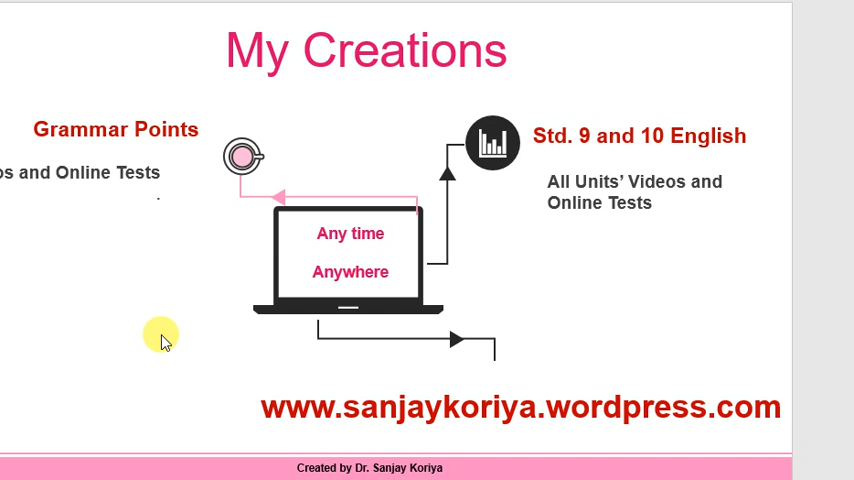 My Creations
Grammar Points
and Online Tests
.
Std. 9 and 10 English
All Units’ Videos and
Online Tests
Any time
Anywhere
www.sanjaykoriya.wordpress.com
Created by Dr. Sanjay Koriya